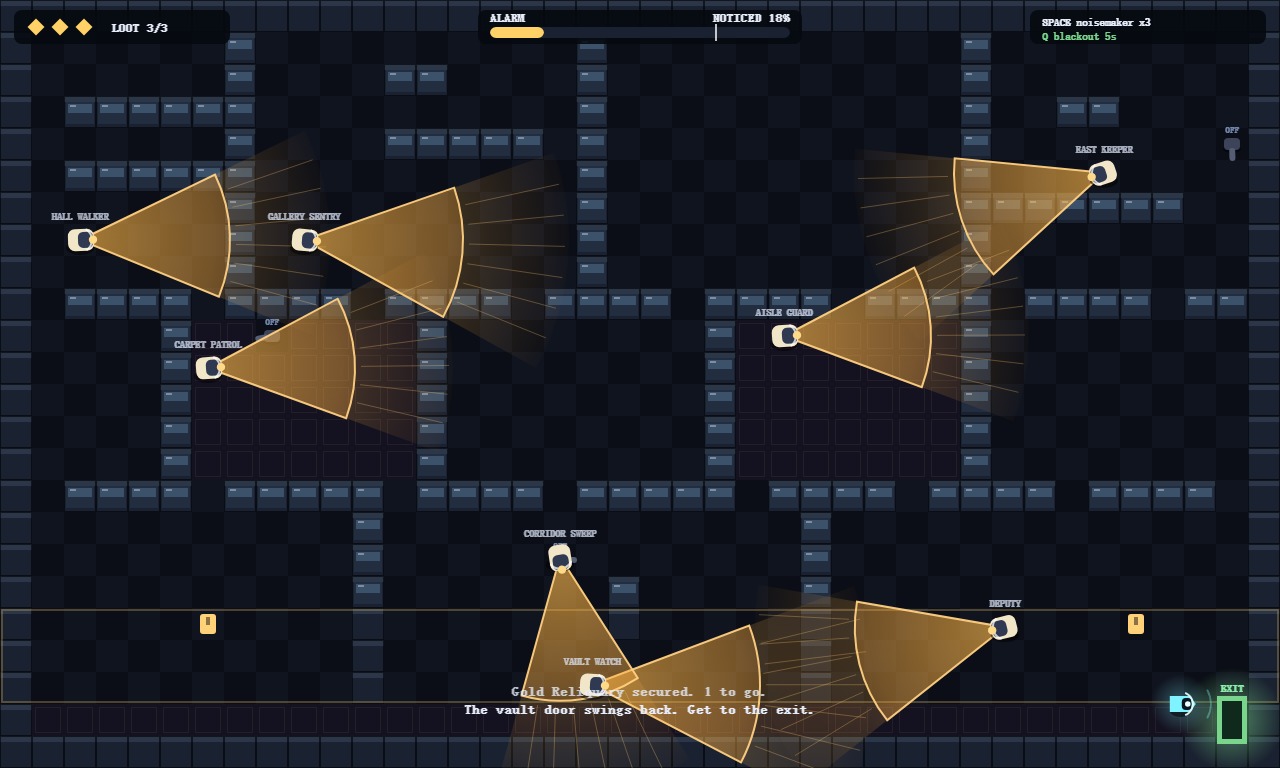 LOOT 3/3
ALARM
NOTICED 18%
SPACE noisemaker x3
Q blackout 5s
OFF
EAST KEEPER
HALL WALKER
GALLERY SENTRY
AISLE GUARD
OFF
CARPET PATROL
CORRIDOR SWEEP
DEPUTY
VAULT WATCH
Gold Reliquary secured. 1 to go.
EXIT
The vault door swings back. Get to the exit.